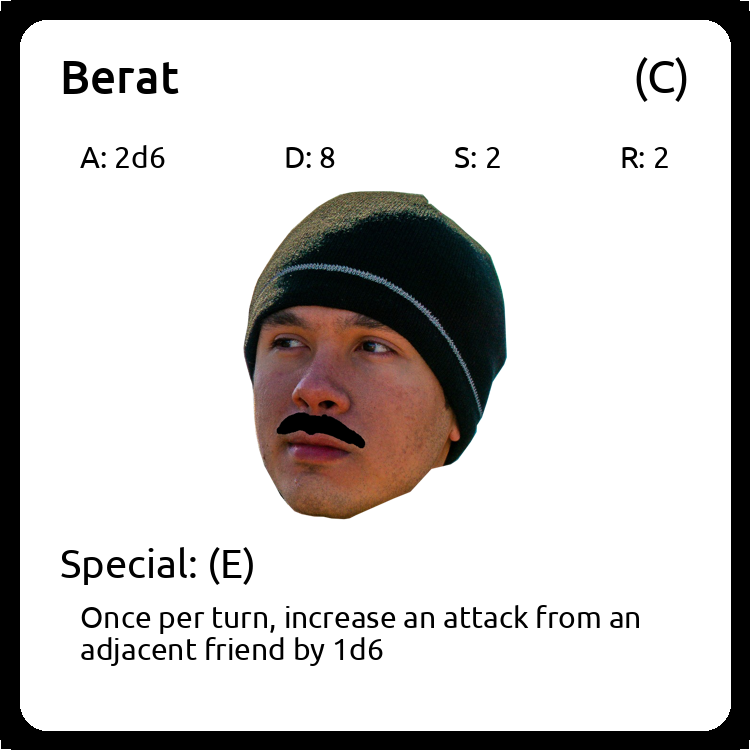 Berat (C)
A: 2d6 D: 8 S: 2 R: 2
Special: (E)
Once per turn, increase an attack from an
adjacent friend by 1d6